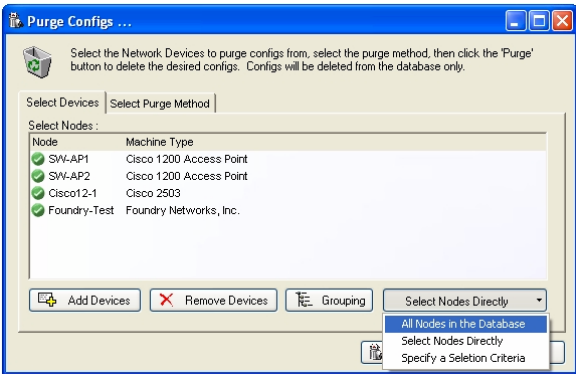 Purge Configs ...
Select the Network Devices to purge configs from, select the purge method, then click the 'Purge'
button to delete the desired configs. Configs will be deleted from the database only.
Select Devices
Select Purge Method
Select Nodes :
Node Machine Type
SW-AP1 Cisco 1200 Access Point
SW-AP2 Cisco 1200 Access Point
Cisco12-1 Cisco 2503
Foundry-Test Foundry Networks, Inc.
Add Devices
Remove Devices
Grouping
Select Nodes Directly
All Nodes in the Database
Select Nodes Directly
Specify a Seletion Criteria